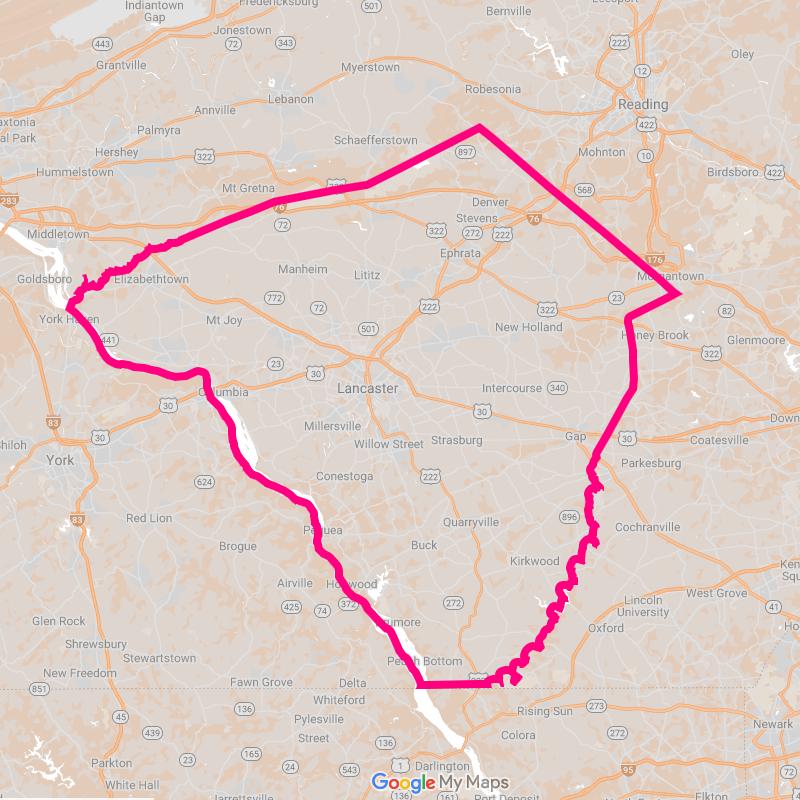 Indiantown
Gap
Fredericksburg
501
Bernville
Leesport
443
Jonestown
72
343
222
Oley
Grantville
Myerstown
12
Lebanon
Robesonia
Reading
Annville
422
Palmyra
Schaefferstown
897
Mohnton
10
al Park
Hershey
322
Birdsboro
422
Hummelstown
Mt Gretna
568
283
76
Denver
Stevens
76
Middletown
72
322
272
222
Ephrata
176
Goldsboro
Elizabethtown
Manheim
Lititz
Morgantown
772
72
222
322
23
82
York Haven
Mt Joy
501
New Holland
Honey Brook
Glenmoore
441
322
23
30
Lancaster
Intercourse
340
30
Columbia
30
83
Millersville
Dow
30
Willow Street
Strasburg
Gap
30
Coatesville
Shiloh
York
Parkesburg
624
Conestoga
222
83
Red Lion
Quarryville
896
Cochranville
Pequea
Brogue
Buck
Kirkwood
Ken
Squ
Airville
Holtwood
West Grove
425
74
372
272
Lincoln
University
41
Glen Rock
Drumore
Oxford
Shrewsbury
Stewartstown
Peach Bottom
New Freedom
Fawn Grove
Delta
851
Whiteford
Rising Sun
273
45
136
Pylesville
Street
Newark
439
136
Colora
272
23
165
Parkton
24
543
1
Darlington
95
72
White Hall
Google My Maps
Jarrettsville
136
161
Port Deposit
Elkton